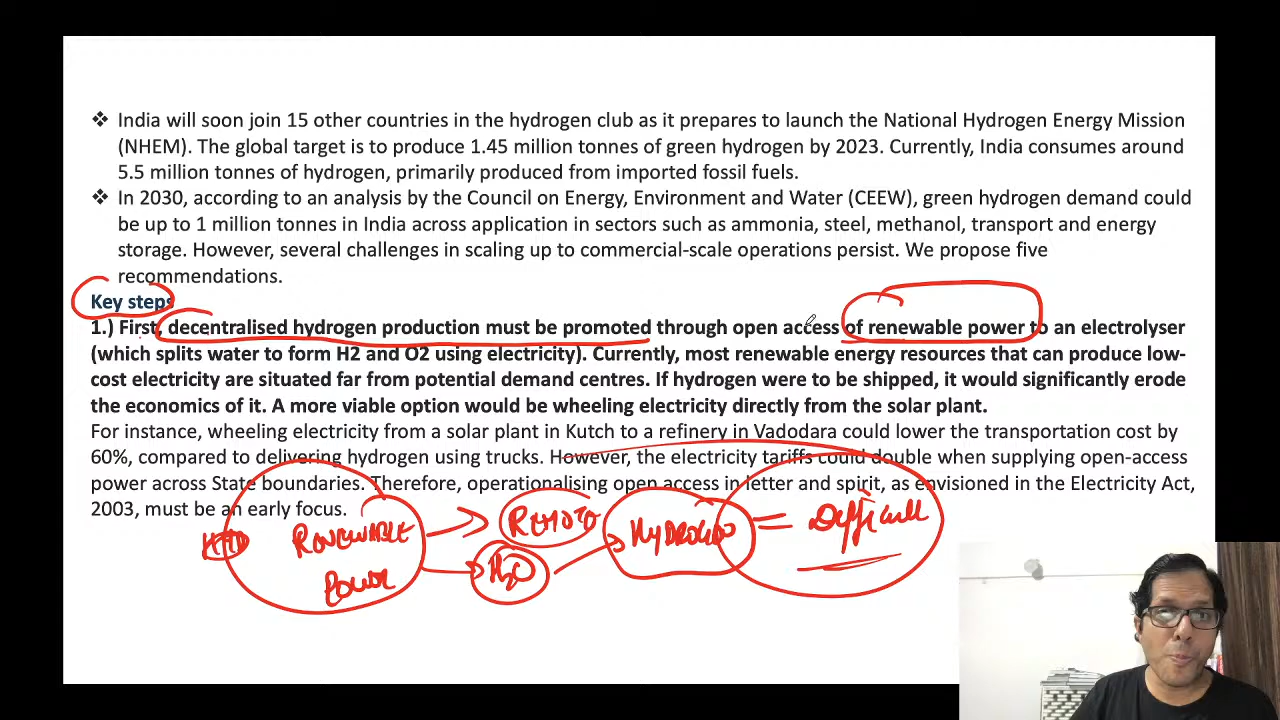 ❖ India will soon join 15 other countries in the hydrogen club as it prepares to launch the National Hydrogen Energy Mission
(NHEM). The global target is to produce 1.45 million tonnes of green hydrogen by 2023. Currently, India consumes around
5.5 million tonnes of hydrogen, primarily produced from imported fossil fuels.
❖ In 2030, according to an analysis by the Council on Energy, Environment and Water (CEEW), green hydrogen demand could
be up to 1 million tonnes in India across application in sectors such as ammonia, steel, methanol, transport and energy
storage. However, several challenges in scaling up to commercial-scale operations persist. We propose five
recommendations.
Key steps
1.) First, decentralised hydrogen production must be promoted through open access of renewable power to an electrolyser
(which splits water to form H2 and O2 using electricity). Currently, most renewable energy resources that can produce low-
cost electricity are situated far from potential demand centres. If hydrogen were to be shipped, it would significantly erode
the economics of it. A more viable option would be wheeling electricity directly from the solar plant.
For instance, wheeling electricity from a solar plant in Kutch to a refinery in Vadodara could lower the transportation cost by
60%, compared to delivering hydrogen using trucks. However, the electricity tariffs could double when supplying open-access
power across State boundaries. Therefore, operationalising open access in letter and spirit, as envisioned in the Electricity Act,
2003, must be an early focus.
RENEWABLE REMOTE HYDROGEN = Difficult
POWER H2O